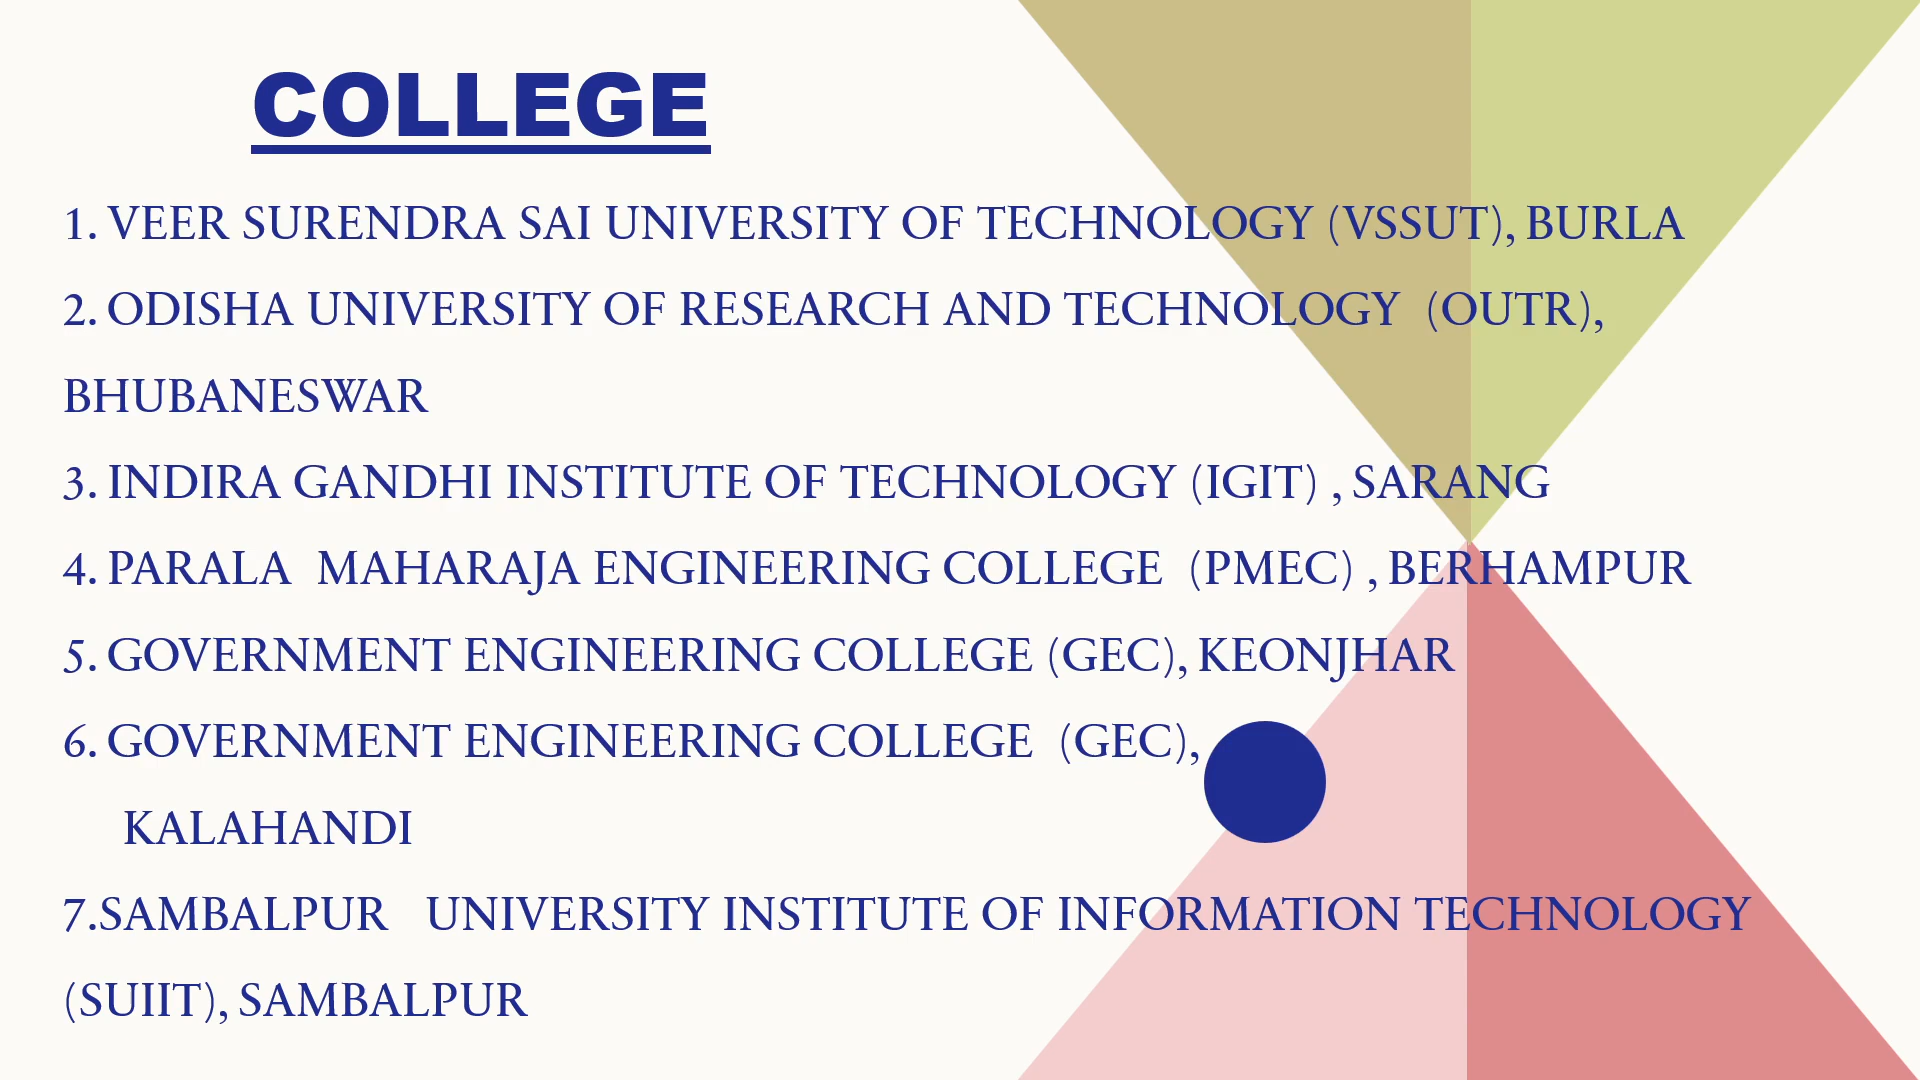 COLLEGE
1. VEER SURENDRA SAI UNIVERSITY OF TECHNOLOGY (VSSUT), BURLA
2. ODISHA UNIVERSITY OF RESEARCH AND TECHNOLOGY (OUTR),
BHUBANESWAR
3. INDIRA GANDHI INSTITUTE OF TECHNOLOGY (IGIT) , SARANG
4. PARALA MAHARAJA ENGINEERING COLLEGE (PMEC) , BERHAMPUR
5. GOVERNMENT ENGINEERING COLLEGE (GEC), KEONJHAR
6. GOVERNMENT ENGINEERING COLLEGE (GEC),
KALAHANDI
7.SAMBALPUR UNIVERSITY INSTITUTE OF INFORMATION TECHNOLOGY
(SUIIT), SAMBALPUR